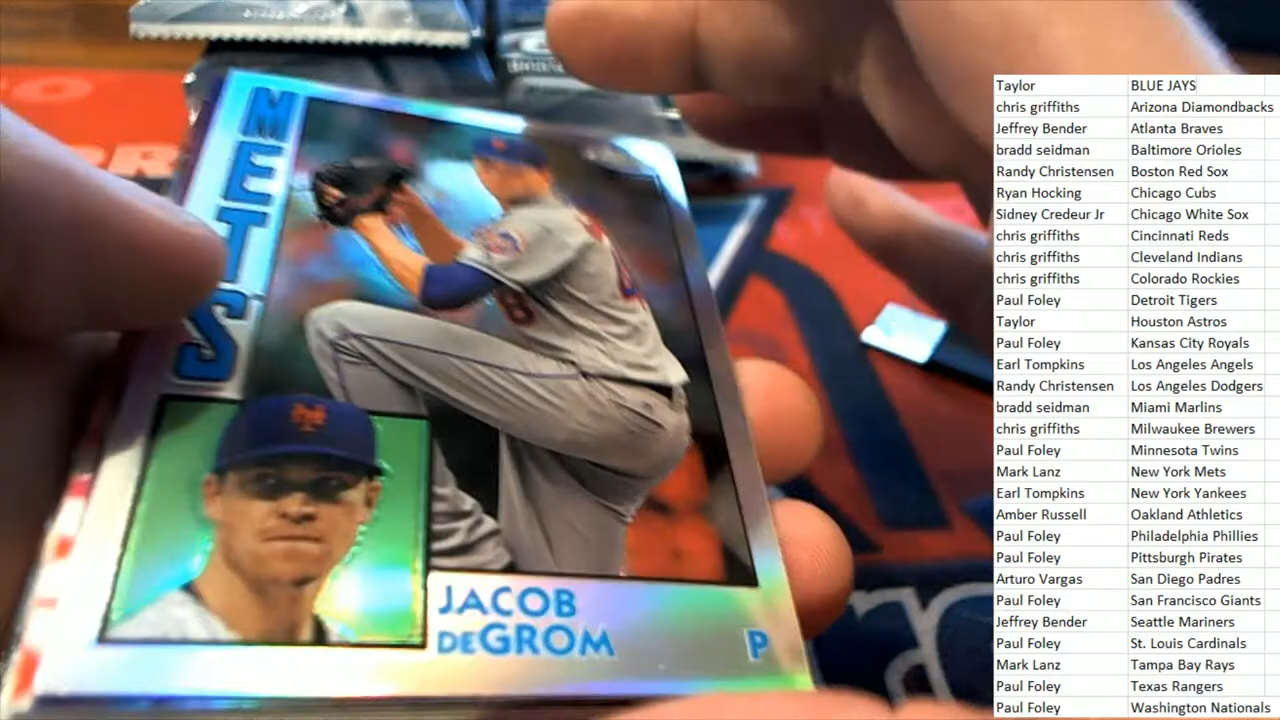 METS
JACOB
DEGROM
P
8
Taylor BLUE JAYS
chris griffiths Arizona Diamondbacks
Jeffrey Bender Atlanta Braves
bradd seidman Baltimore Orioles
Randy Christensen Boston Red Sox
Ryan Hocking Chicago Cubs
Sidney Credeur Jr Chicago White Sox
chris griffiths Cincinnati Reds
chris griffiths Cleveland Indians
chris griffiths Colorado Rockies
Paul Foley Detroit Tigers
Taylor Houston Astros
Paul Foley Kansas City Royals
Earl Tompkins Los Angeles Angels
Randy Christensen Los Angeles Dodgers
bradd seidman Miami Marlins
chris griffiths Milwaukee Brewers
Paul Foley Minnesota Twins
Mark Lanz New York Mets
Earl Tompkins New York Yankees
Amber Russell Oakland Athletics
Paul Foley Philadelphia Phillies
Paul Foley Pittsburgh Pirates
Arturo Vargas San Diego Padres
Paul Foley San Francisco Giants
Jeffrey Bender Seattle Mariners
Paul Foley St. Louis Cardinals
Mark Lanz Tampa Bay Rays
Paul Foley Texas Rangers
Paul Foley Washington Nationals